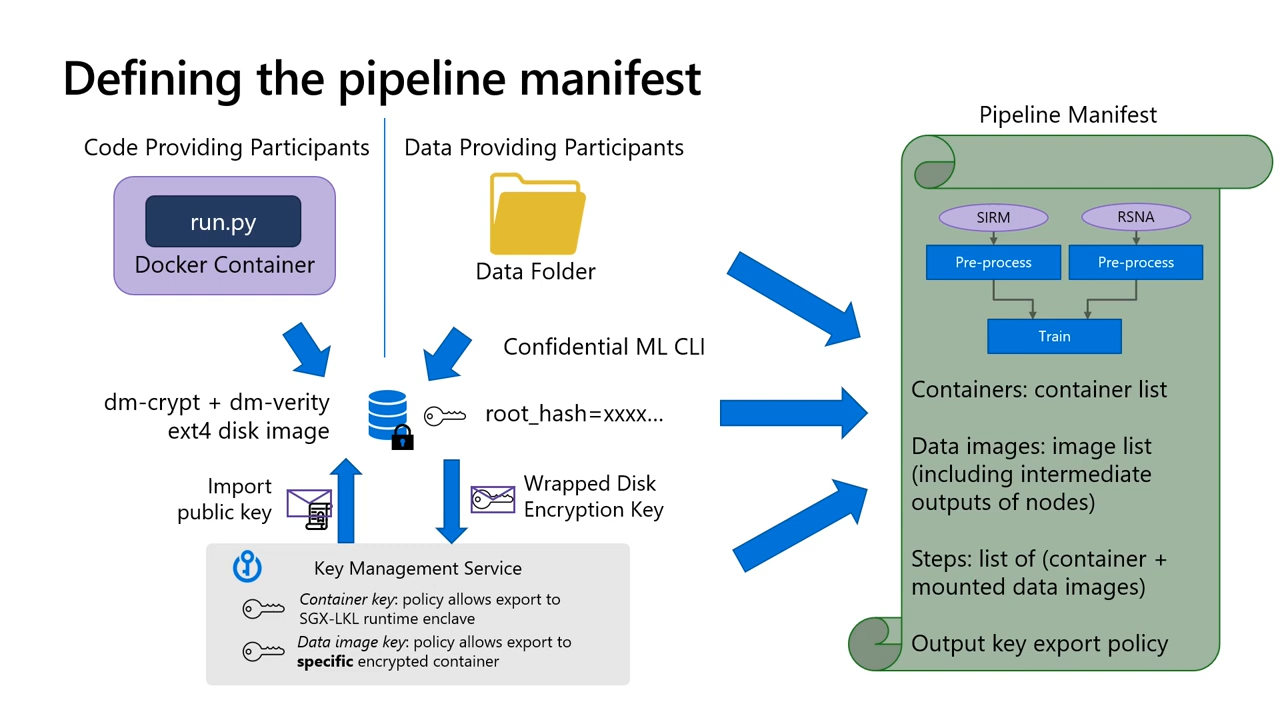 Defining the pipeline manifest
Code Providing Participants
Data Providing Participants
run.py
Docker Container
Data Folder
Confidential ML CLI
dm-crypt + dm-verity
ext4 disk image
root_hash=xxxx...
Import
public key
Wrapped Disk
Encryption Key
Key Management Service
Container key: policy allows export to
SGX-LKL runtime enclave
Data image key: policy allows export to
specific encrypted container
Pipeline Manifest
SIRM
RSNA
Pre-process
Pre-process
Train
Containers: container list
Data images: image list
(including intermediate
outputs of nodes)
Steps: list of (container +
mounted data images)
Output key export policy